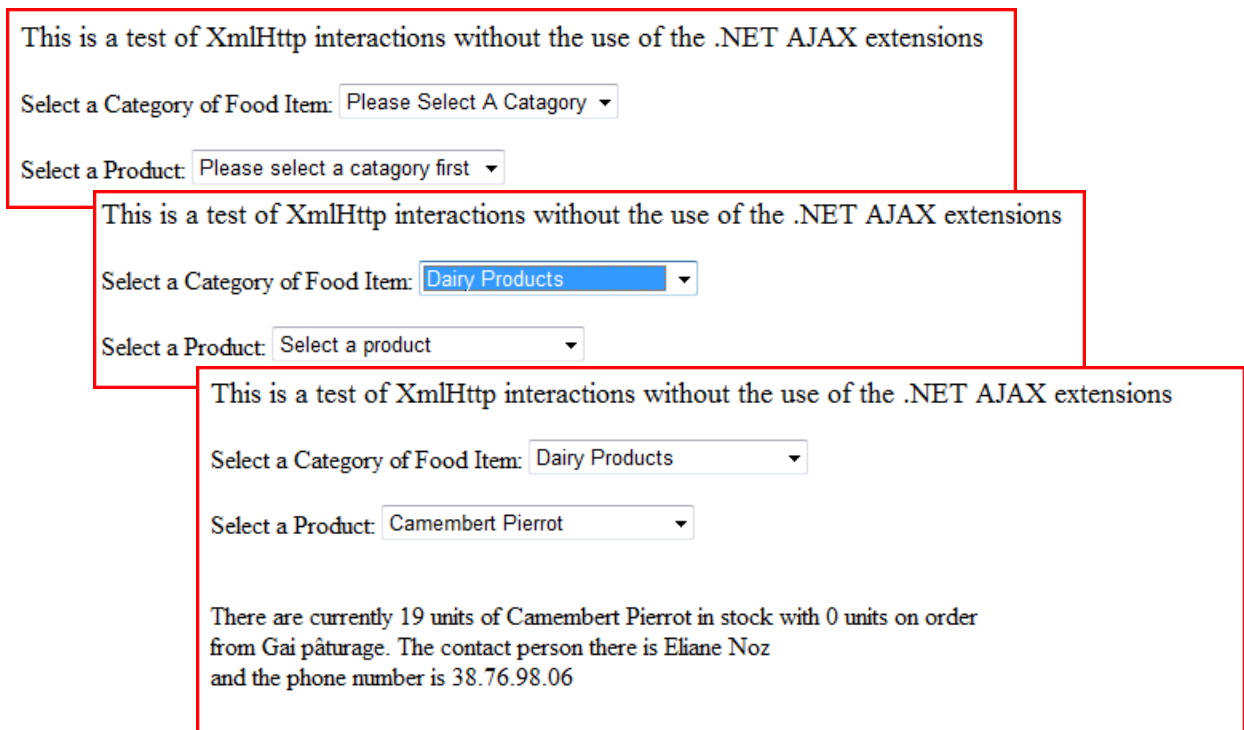 This is a test of XmlHttp interactions without the use of the .NET AJAX extensions
Select a Category of Food Item: Please Select A Catagory
Select a Product: Please select a catagory first
This is a test of XmlHttp interactions without the use of the .NET AJAX extensions
Select a Category of Food Item: Dairy Products
Select a Product: Select a product
This is a test of XmlHttp interactions without the use of the .NET AJAX extensions
Select a Category of Food Item: Dairy Products
Select a Product: Camembert Pierrot
There are currently 19 units of Camembert Pierrot in stock with 0 units on order
from Gai pâturage. The contact person there is Eliane Noz
and the phone number is 38.76.98.06